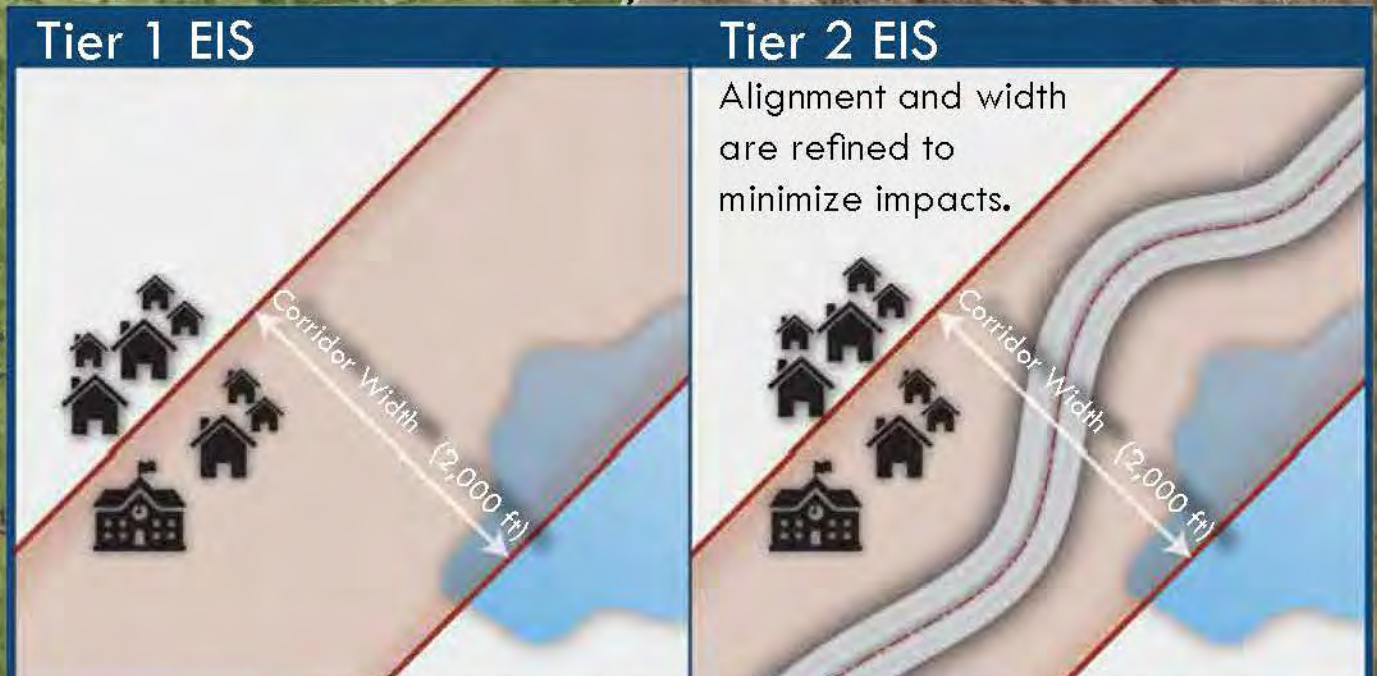 Tier 1 EIS
Corridor Width (2,000 ft)
Tier 2 EIS
Alignment and width
are refined to
minimize impacts.
Corridor Width (2,000 ft)